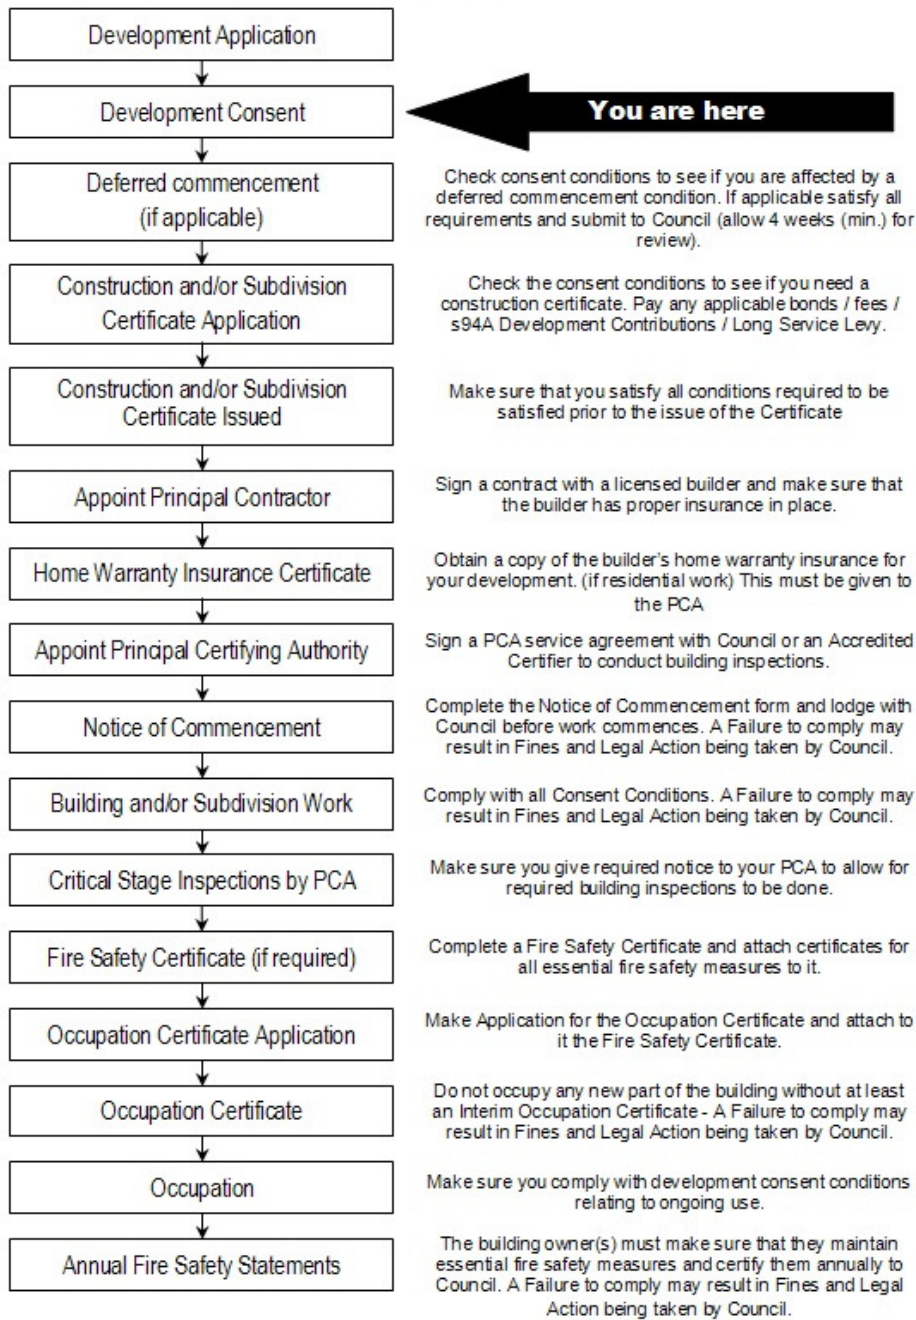 Development Application
Development Consent
You are here
Deferred commencement
(if applicable)
Check consent conditions to see if you are affected by a
deferred commencement condition. If applicable satisfy all
requirements and submit to Council (allow 4 weeks (min.) for
review).
Construction and/or Subdivision
Certificate Application
Check the consent conditions to see if you need a
construction certificate. Pay any applicable bonds / fees /
s94A Development Contributions / Long Service Levy.
Construction and/or Subdivision
Certificate Issued
Make sure that you satisfy all conditions required to be
satisfied prior to the issue of the Certificate
Appoint Principal Contractor
Sign a contract with a licensed builder and make sure that
the builder has proper insurance in place.
Home Warranty Insurance Certificate
Obtain a copy of the builder's home warranty insurance for
your development. (if residential work) This must be given to
the PCA
Appoint Principal Certifying Authority
Sign a PCA service agreement with Council or an Accredited
Certifier to conduct building inspections.
Notice of Commencement
Complete the Notice of Commencement form and lodge with
Council before work commences. A Failure to comply may
result in Fines and Legal Action being taken by Council.
Building and/or Subdivision Work
Comply with all Consent Conditions. A Failure to comply may
result in Fines and Legal Action being taken by Council.
Critical Stage Inspections by PCA
Make sure you give required notice to your PCA to allow for
required building inspections to be done.
Fire Safety Certificate (if required)
Complete a Fire Safety Certificate and attach certificates for
all essential fire safety measures to it.
Occupation Certificate Application
Make Application for the Occupation Certificate and attach to
it the Fire Safety Certificate.
Occupation Certificate
Do not occupy any new part of the building without at least
an Interim Occupation Certificate - A Failure to comply may
result in Fines and Legal Action being taken by Council.
Occupation
Make sure you comply with development consent conditions
relating to ongoing use.
Annual Fire Safety Statements
The building owner(s) must make sure that they maintain
essential fire safety measures and certify them annually to
Council. A Failure to comply may result in Fines and Legal
Action being taken by Council.